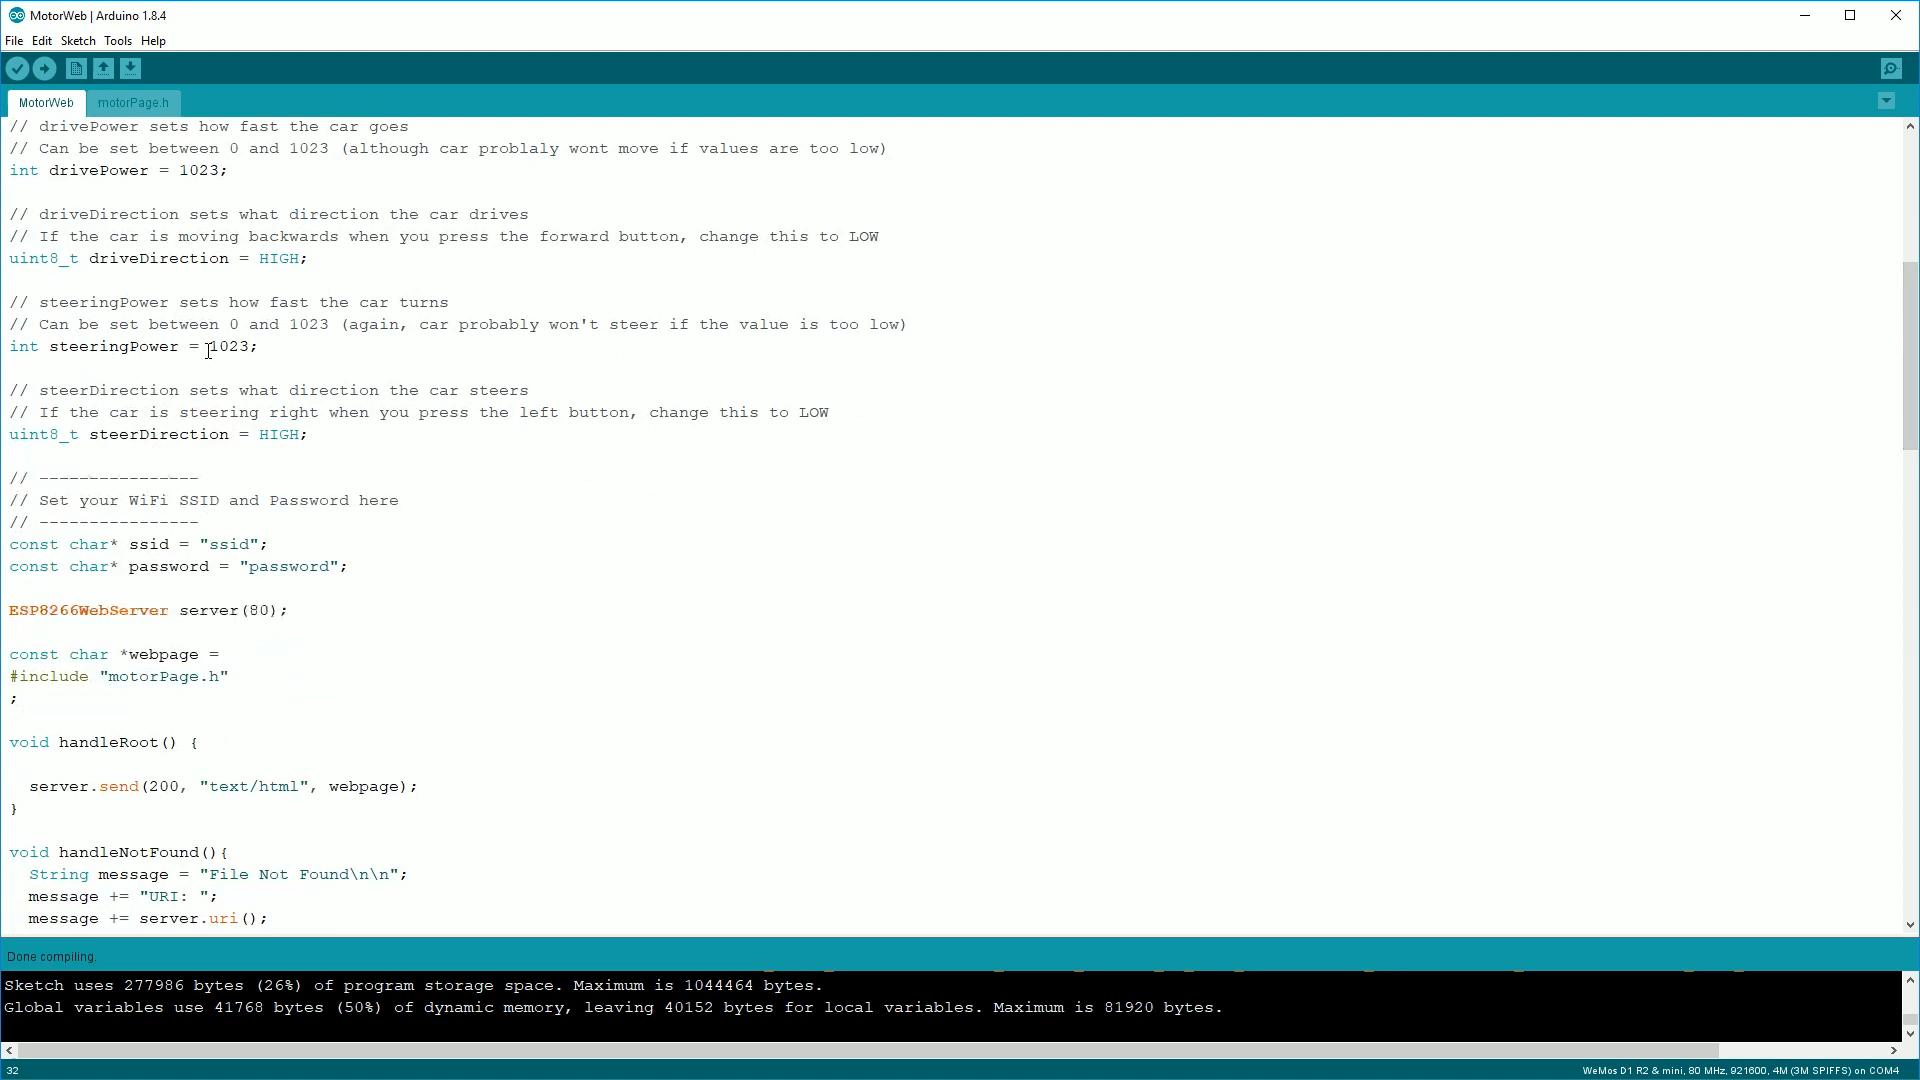 MotorWeb | Arduino 1.8.4
File Edit Sketch Tools Help
MotorWeb motorPage.h
// drivePower sets how fast the car goes
// Can be set between 0 and 1023 (although car problaly wont move if values are too low)
int drivePower = 1023;
// driveDirection sets what direction the car drives
// If the car is moving backwards when you press the forward button, change this to LOW
uint8_t driveDirection = HIGH;
// steeringPower sets how fast the car turns
// Can be set between 0 and 1023 (again, car probably won't steer if the value is too low)
int steeringPower = 1023;
// steerDirection sets what direction the car steers
// If the car is steering right when you press the left button, change this to LOW
uint8_t steerDirection = HIGH;
// ----------------
// Set your WiFi SSID and Password here
// ----------------
const char* ssid = "ssid";
const char* password = "password";
ESP8266WebServer server(80);
const char *webpage =
#include "motorPage.h"
;
void handleRoot() {
server.send(200, "text/html", webpage);
}
void handleNotFound(){
String message = "File Not Found\n\n";
message += "URI: ";
message += server.uri();
Done compiling.
Sketch uses 277986 bytes (26%) of program storage space. Maximum is 1044464 bytes.
Global variables use 41768 bytes (50%) of dynamic memory, leaving 40152 bytes for local variables. Maximum is 81920 bytes.
32 WeMos D1 R2 & mini, 80 MHz, 921600, 4M (3M SPIFFS) on COM4